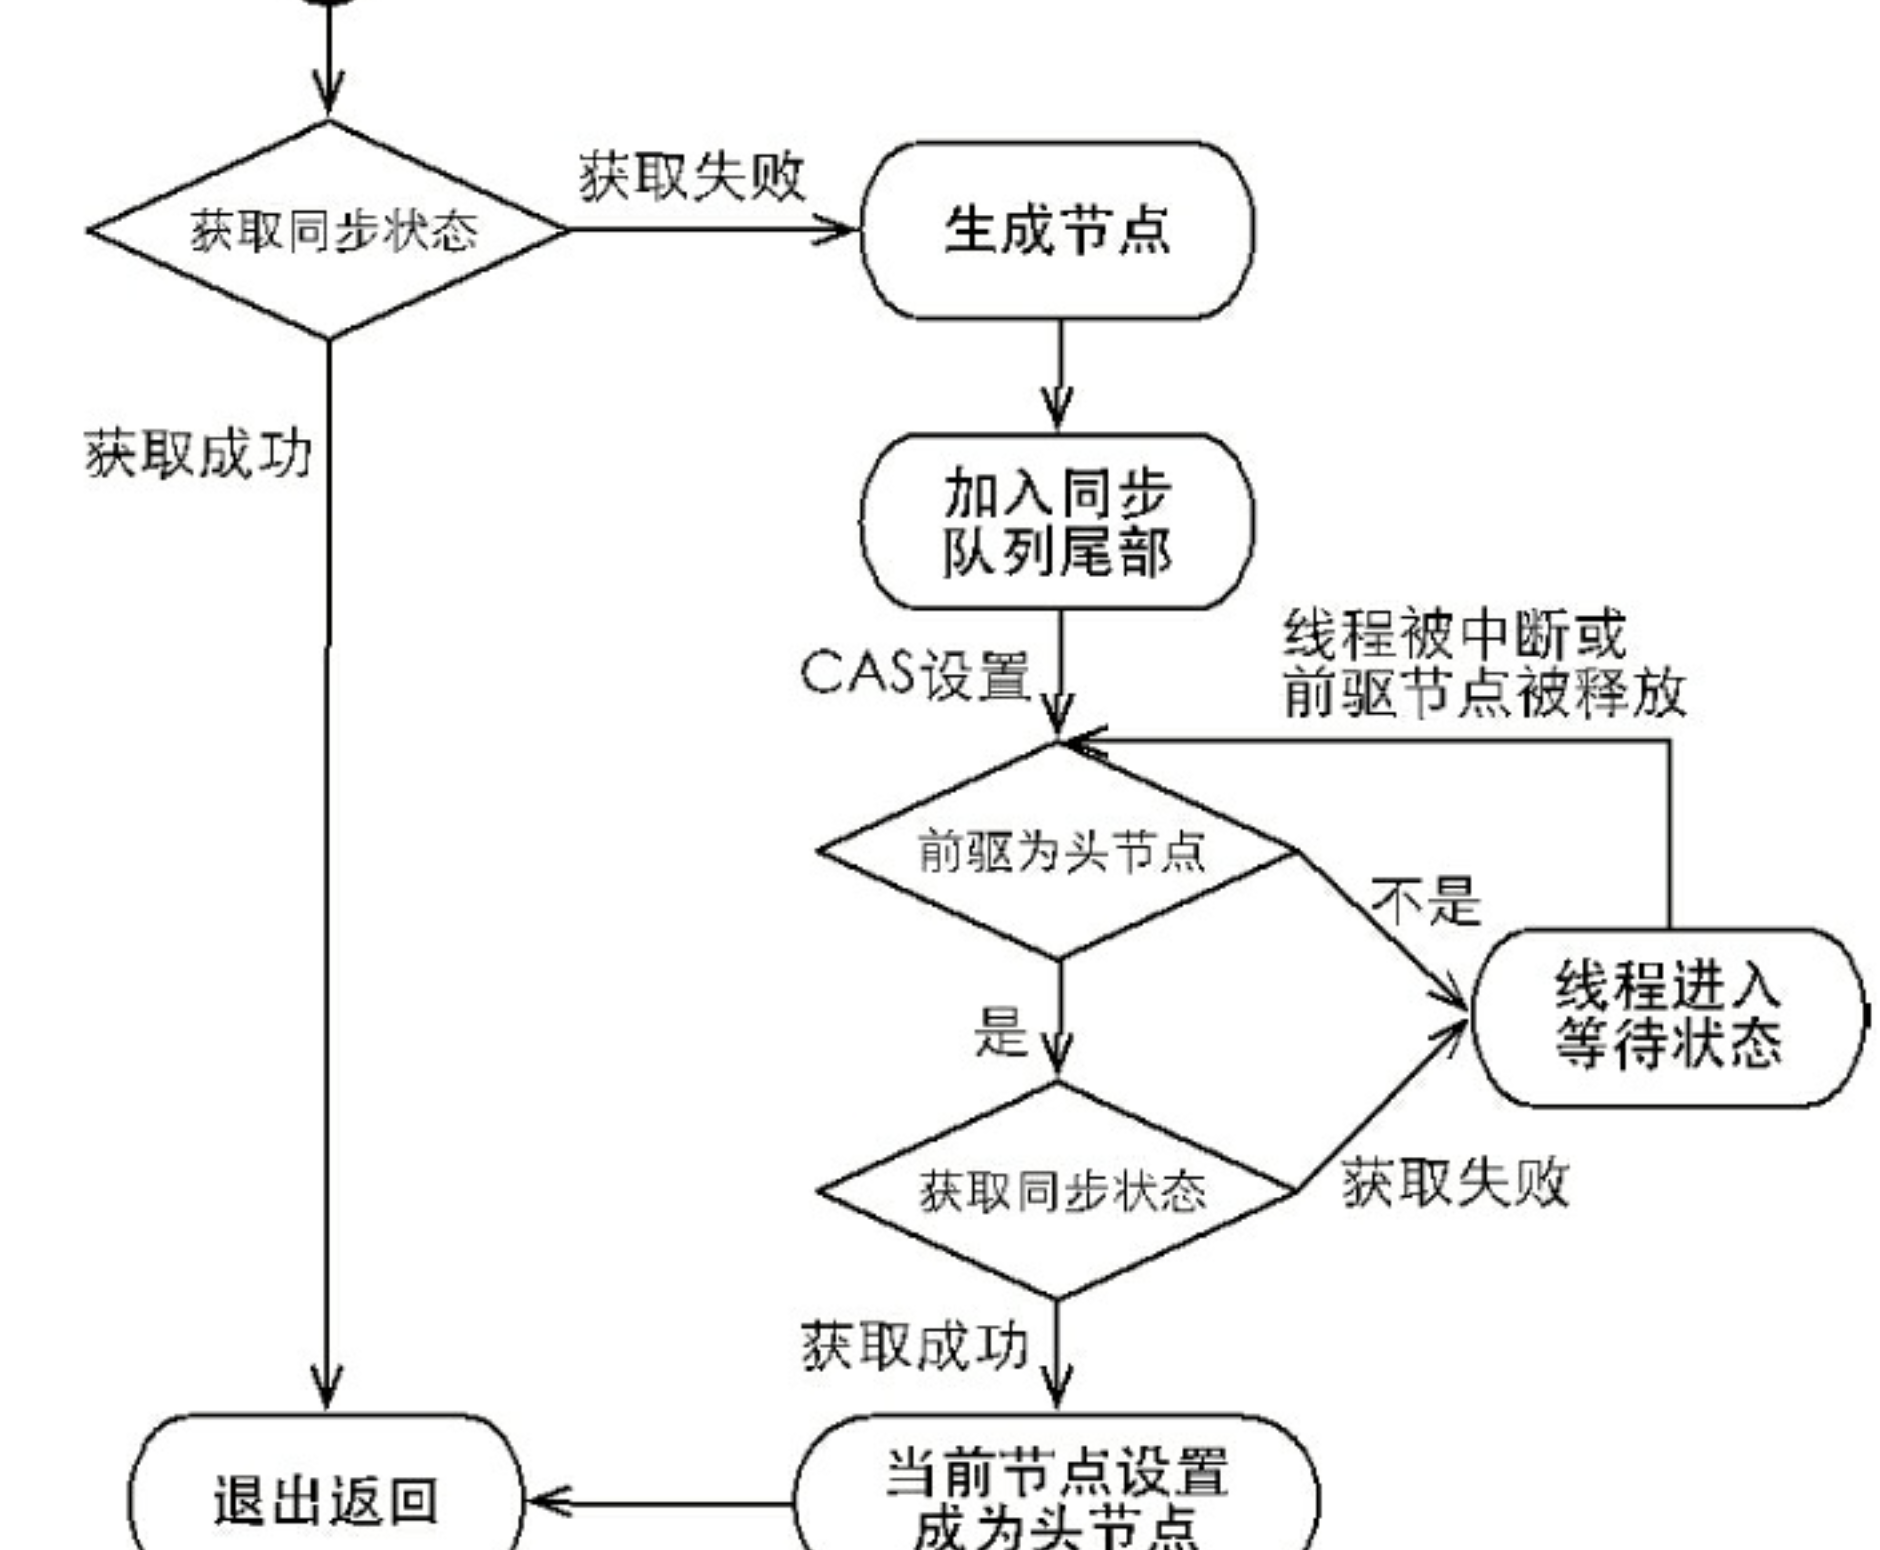 获取失败
获取同步状态
生成节点
获取成功
加入同步
队列尾部
线程被中断或
前驱节点被释放
CAS设置
前驱为头节点
不是
线程进入
等待状态
是
获取同步状态
获取失败
获取成功
退出返回
当前节点设置
成为头节点